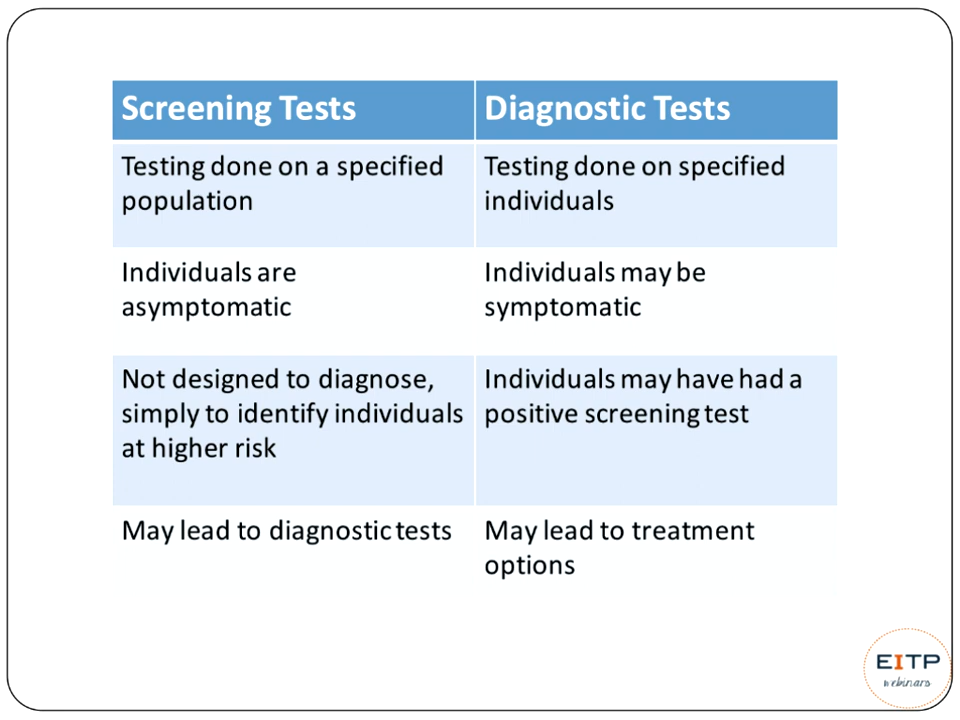 Screening Tests
Diagnostic Tests
Testing done on a specified
population
Testing done on specified
individuals
Individuals are
asymptomatic
Individuals may be
symptomatic
Not designed to diagnose,
simply to identify individuals
at higher risk
Individuals may have had a
positive screening test
May lead to diagnostic tests
May lead to treatment
options
EITP
webinars